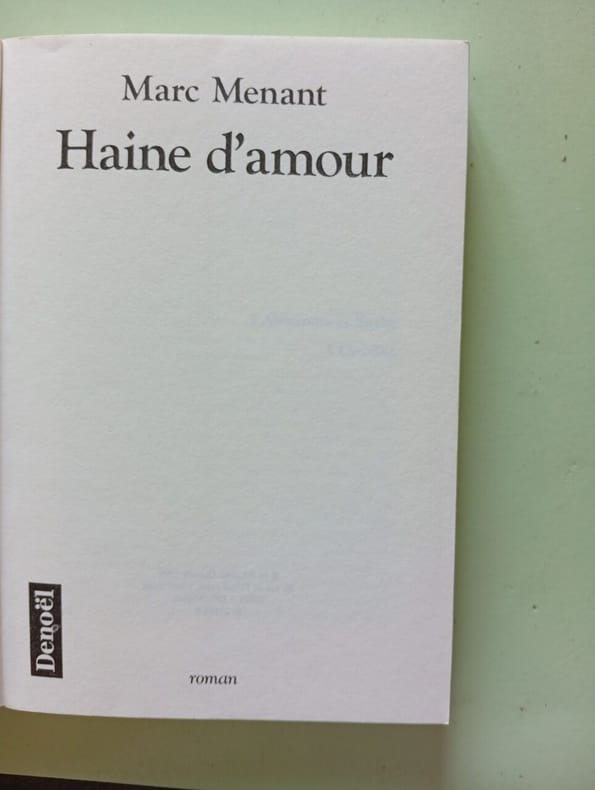 Marc Menant
Haine d'amour
Denoël
roman